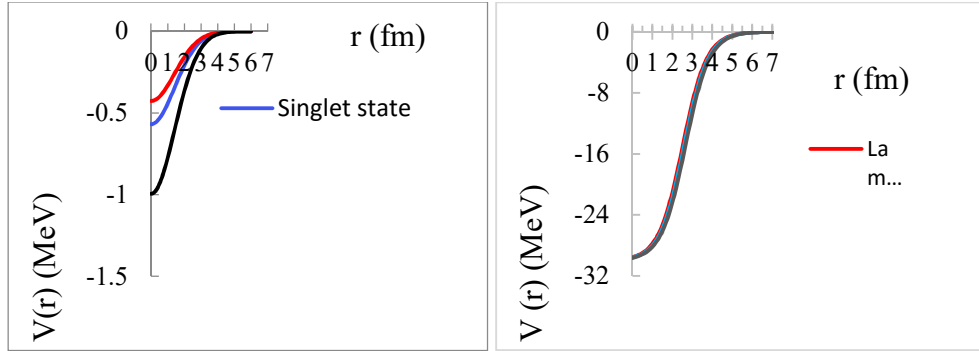 0
r (fm)
0 1 2 3 4 5 6 7
Singlet state
-0.5
-1
-1.5
V(r) (MeV)
0
0 1 2 3 4 5 6 7
r (fm)
-8
-16
-24
-32
La
m...
V (r) (MeV)